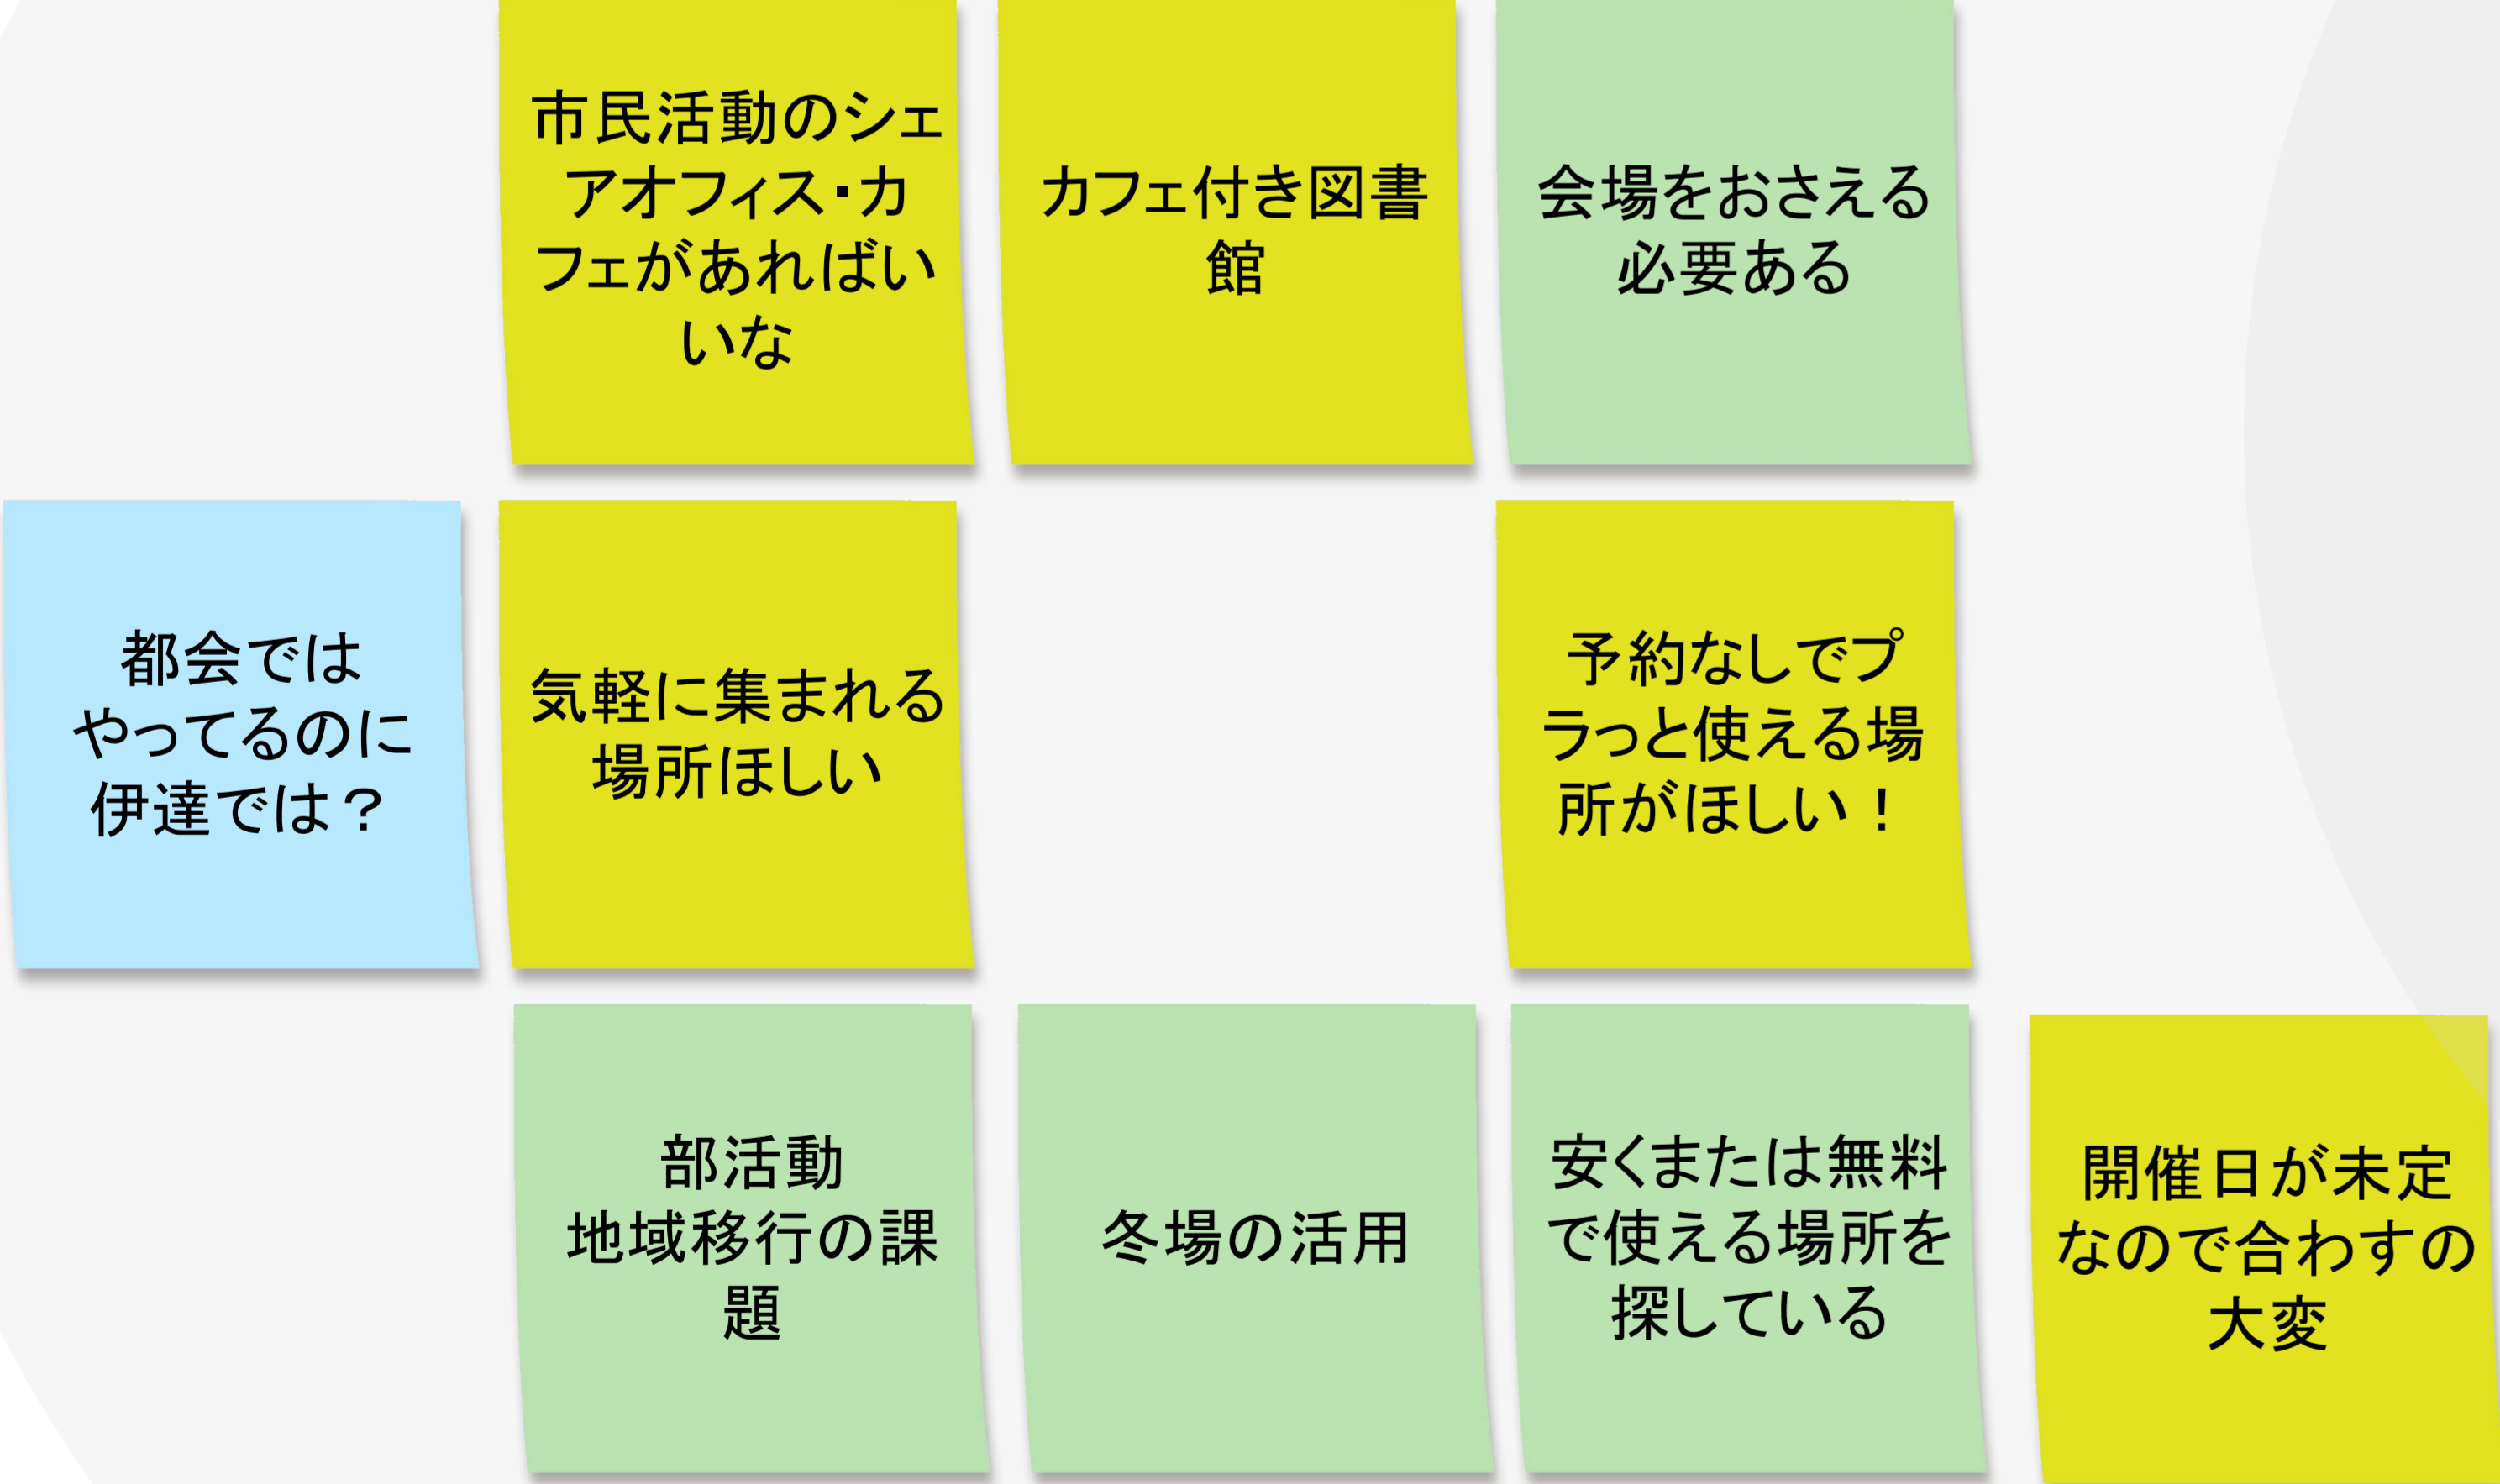 市民活動のシェ
アオフィス・カ
フェがあればい
いな
カフェ付き図書
館
会場をおさえる
必要ある
都会では
やってるのに
伊達では？
気軽に集まれる
場所ほしい
予約なしでプ
ラっと使える場
所がほしい！
部活動
地域移行の課
題
冬場の活用
安くまたは無料
で使える場所を
探している
開催日が未定
なので合わすの
大変